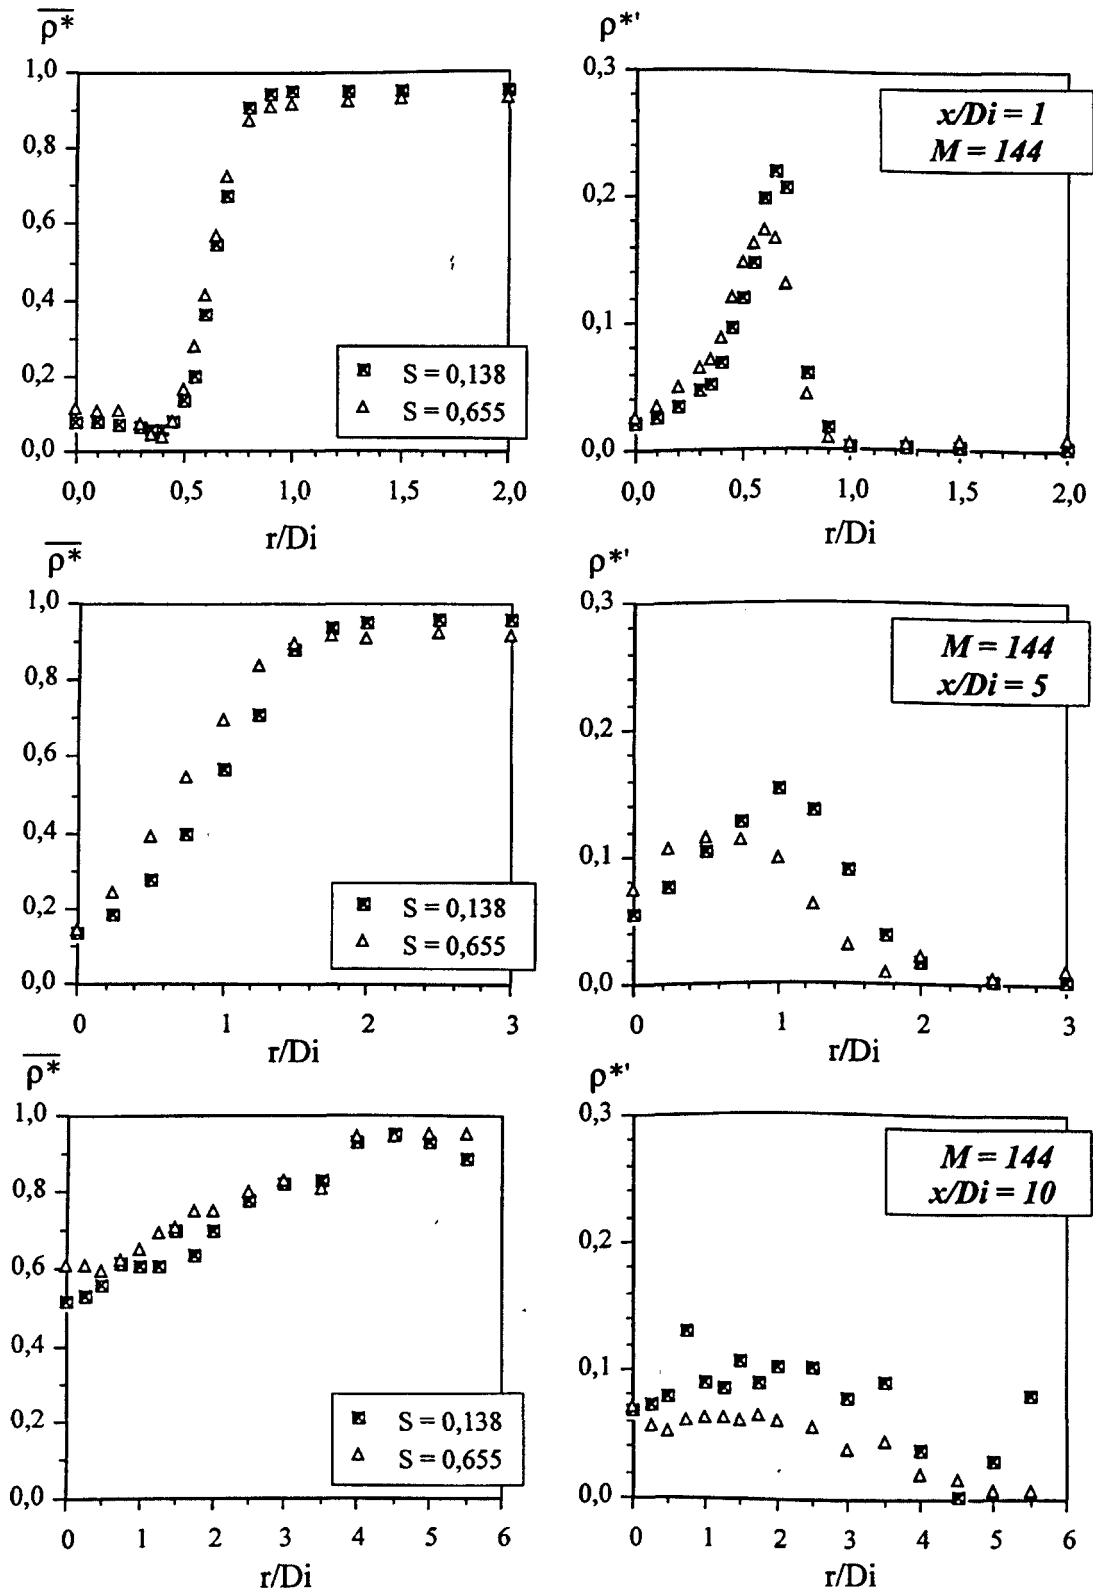 ρ*
1,0
0,8
0,6
0,4
0,2
0,0
0,0 0,5 1,0 1,5 2,0
r/Di
S = 0,138
S = 0,655
ρ*'
0,3
0,2
0,1
0,0
0,0 0,5 1,0 1,5 2,0
r/Di
x/Di = 1
M = 144
ρ*
1,0
0,8
0,6
0,4
0,2
0,0
0 1 2 3
r/Di
S = 0,138
S = 0,655
ρ*'
0,3
0,2
0,1
0,0
0 1 2 3
r/Di
M = 144
x/Di = 5
ρ*
1,0
0,8
0,6
0,4
0,2
0,0
0 1 2 3 4 5 6
r/Di
S = 0,138
S = 0,655
ρ*'
0,3
0,2
0,1
0,0
0 1 2 3 4 5 6
r/Di
M = 144
x/Di = 10